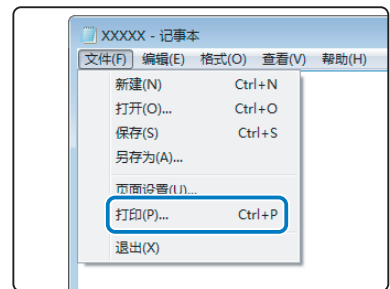 XXXXX - 记事本
文件(F) 编辑(E) 格式(O) 查看(V) 帮助(H)
新建(N) Ctrl+N
打开(O)... Ctrl+O
保存(S) Ctrl+S
另存为(A)...
页面设置(U)...
打印(P)... Ctrl+P
退出(X)